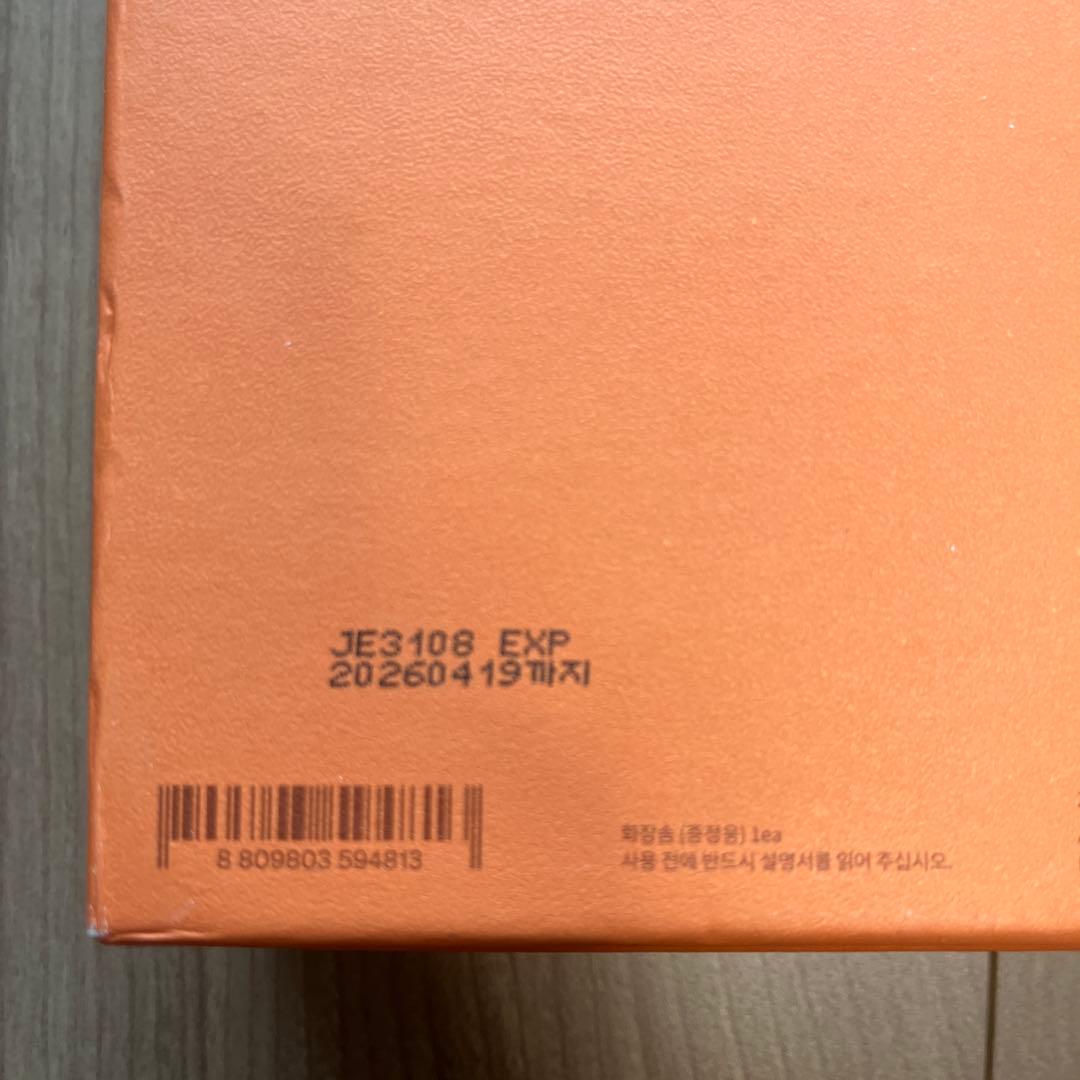 JE3108 EXP
20260419까지
8 809803 594813
화장솜 (증정용) 1ea
사용 전에 반드시 설명서를 읽어 주십시오.